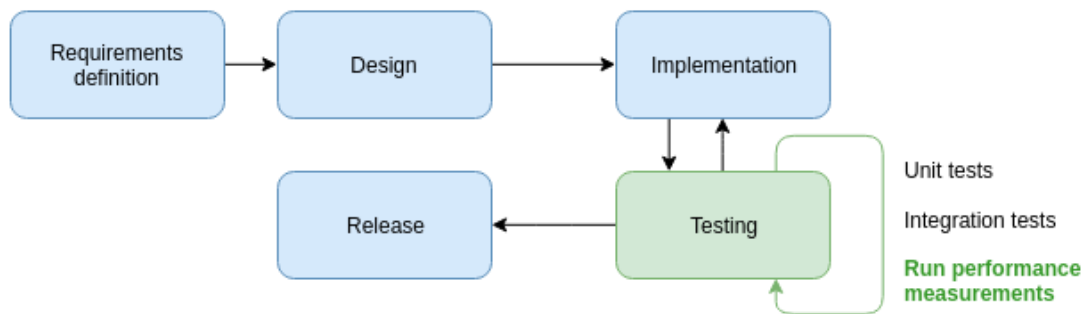 Requirements
definition
Design
Implementation
Release
Testing
Unit tests
Integration tests
Run performance
measurements